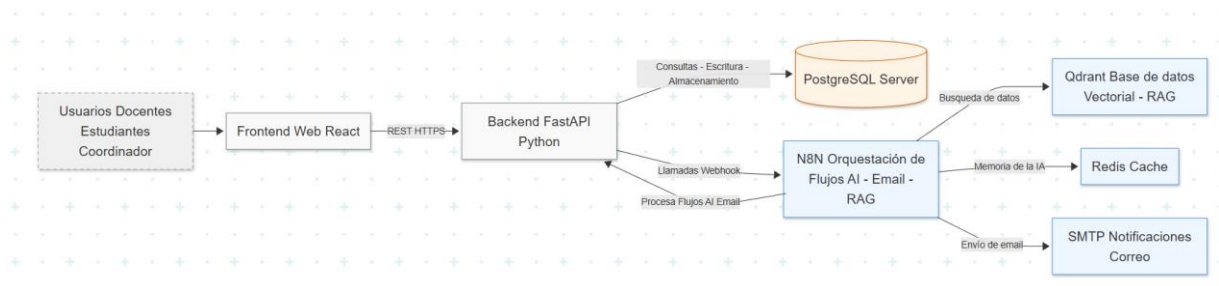 Usuarios Docentes
Estudiantes
Coordinador
Frontend Web React
REST HTTPS
Backend FastAPI
Python
Consultas - Escritura -
Almacenamiento
PostgreSQL Server
Llamadas Webhook
Procesa Flujos AI Email
N8N Orquestación de
Flujos AI - Email -
RAG
Busqueda de datos
Qdrant Base de datos
Vectorial - RAG
Memoria de la IA
Redis Cache
Envío de email
SMTP Notificaciones
Correo